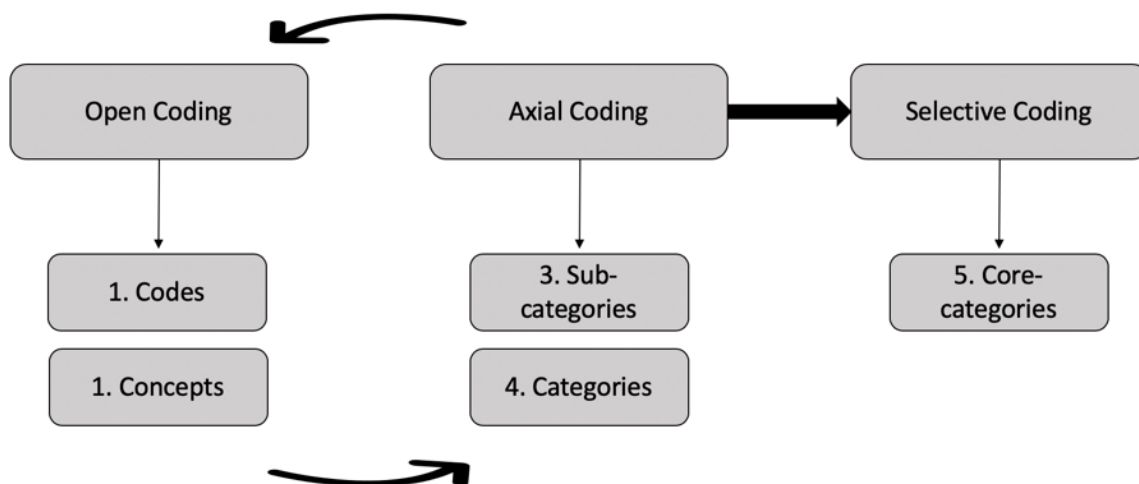 Open Coding
Axial Coding
Selective Coding
1. Codes
3. Sub-
categories
5. Core-
categories
1. Concepts
4. Categories